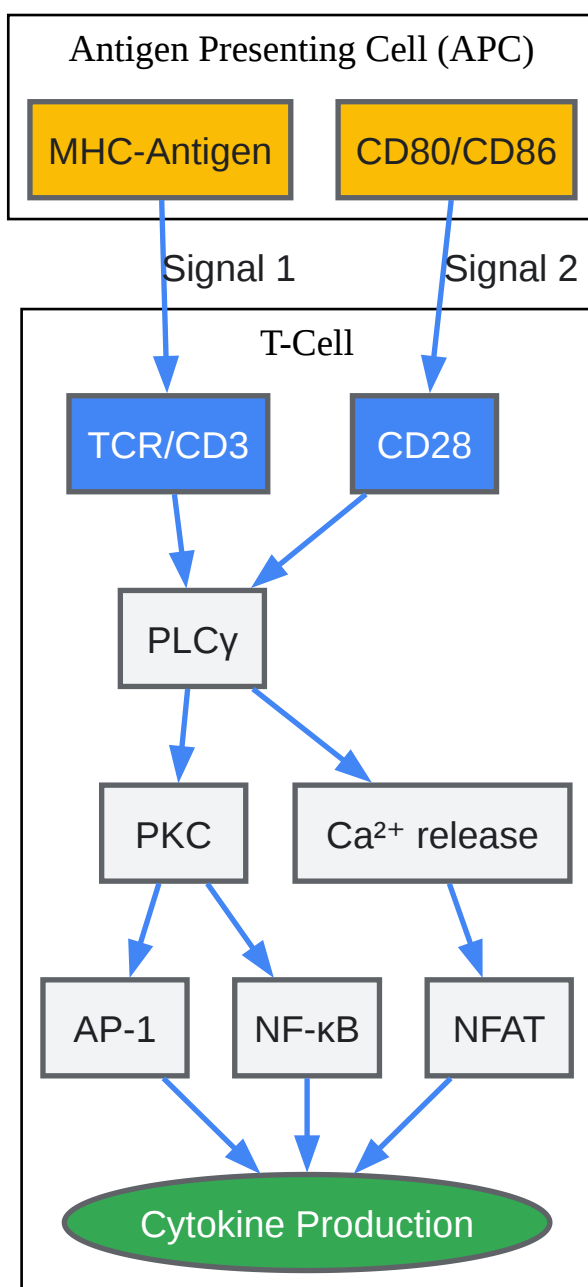 Antigen Presenting Cell (APC)
MHC-Antigen
CD80/CD86
Signal 1
Signal 2
T-Cell
TCR/CD3
CD28
PLCγ
PKC
Ca²⁺ release
AP-1
NF-κB
NFAT
Cytokine Production